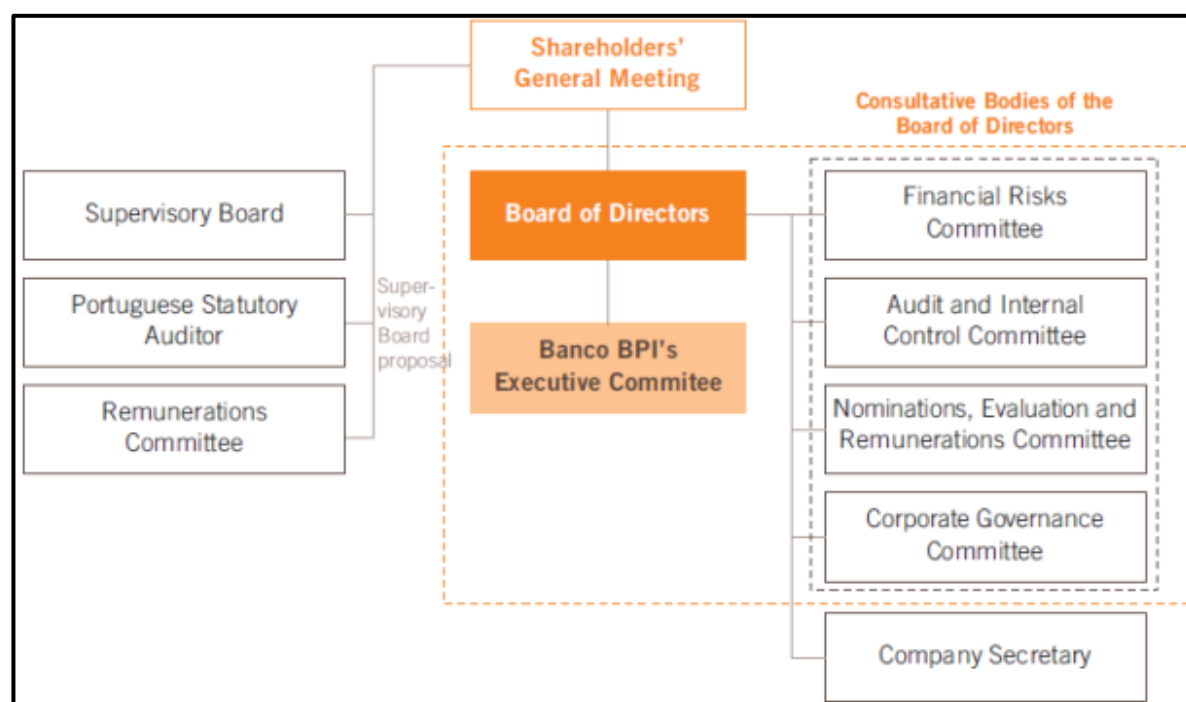 Shareholders'
General Meeting
Consultative Bodies of the
Board of Directors
Supervisory Board
Board of Directors
Financial Risks
Committee
Portuguese Statutory
Auditor
Super-
visory
Board
proposal
Banco BPI's
Executive Commitee
Audit and Internal
Control Committee
Remunerations
Committee
Nominations, Evaluation and
Remunerations Committee
Corporate Governance
Committee
Company Secretary